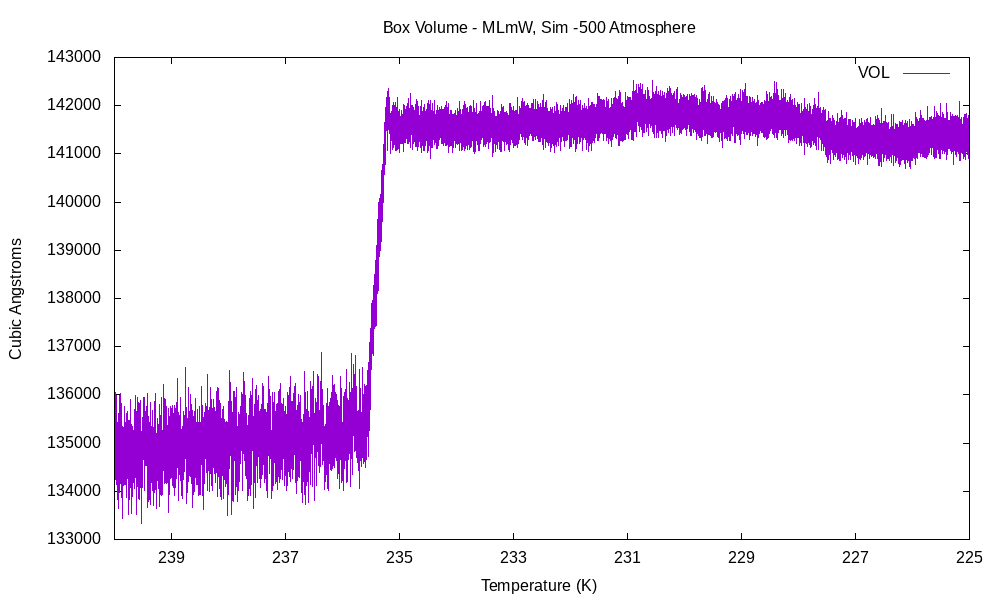 Box Volume - MLmW, Sim -500 Atmosphere
VOL
143000
142000
141000
140000
139000
138000
137000
136000
135000
134000
133000
Cubic Angstroms
239 237 235 233 231 229 227 225
Temperature (K)